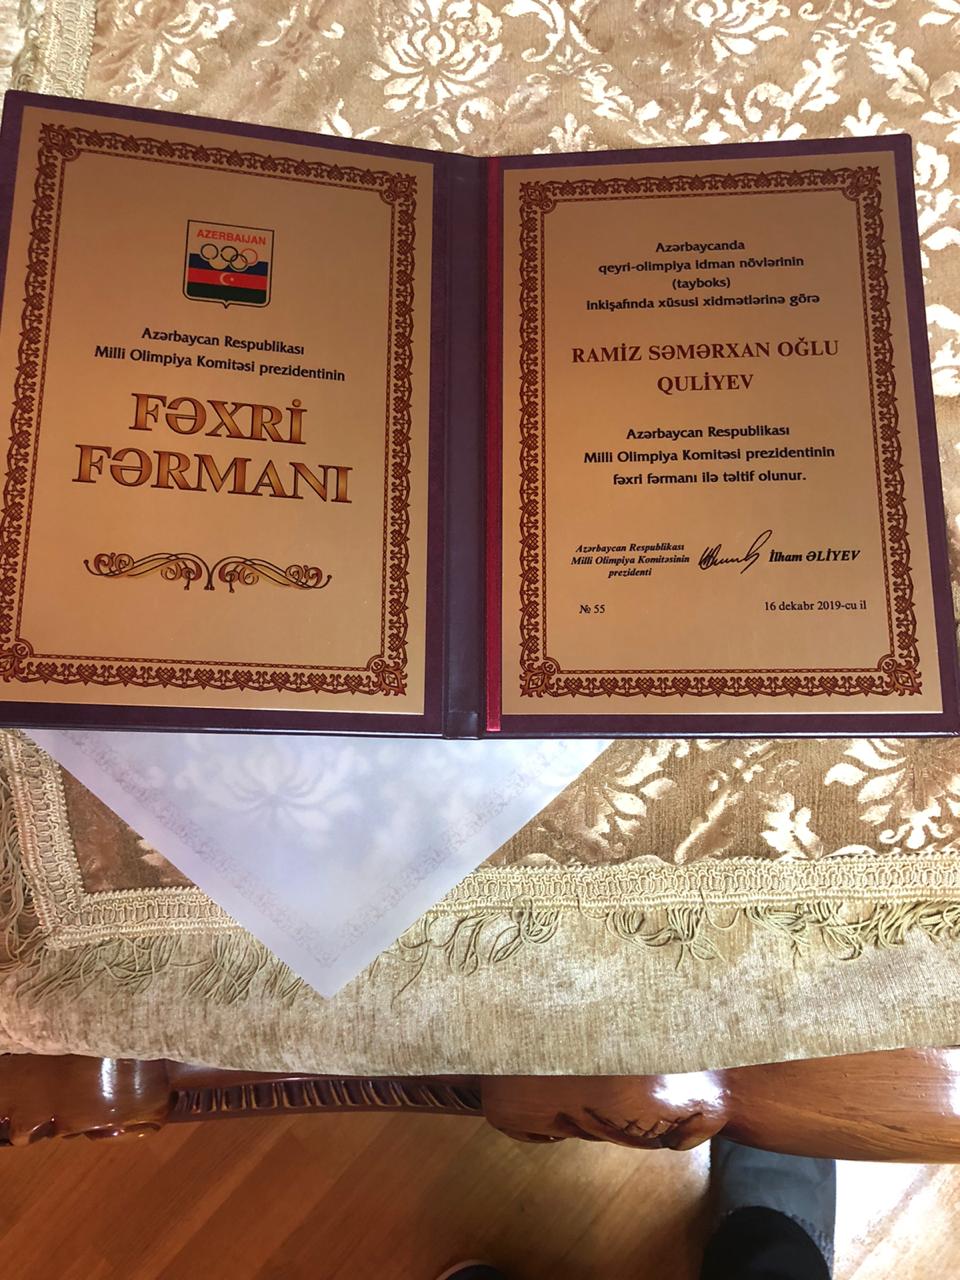 AZERBAIJAN
Azərbaycan Respublikası
Milli Olimpiya Komitəsi prezidentinin
FƏXRİ
FƏRMANI
Azərbaycanda
qeyri-olimpiya idman növlərinin
(tayboks)
inkişafında xüsusi xidmətlərinə görə
RAMİZ SƏMƏRXAN OĞLU
QULİYEV
Azərbaycan Respublikası
Milli Olimpiya Komitəsi prezidentinin
fəxri fərmanı ilə təltif olunur.
Azərbaycan Respublikası
Milli Olimpiya Komitəsinin
prezidenti
İlham ƏLİYEV
№ 55
16 dekabr 2019-cu il